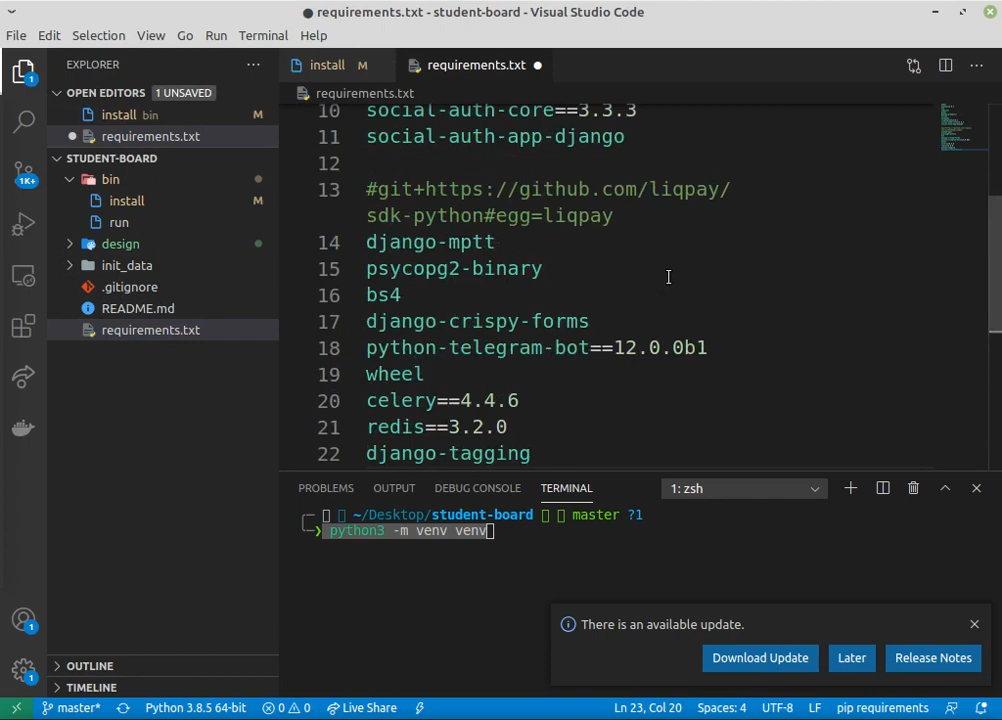 requirements.txt - student-board - Visual Studio Code
File Edit Selection View Go Run Terminal Help
EXPLORER
OPEN EDITORS 1 UNSAVED
install bin M
requirements.txt
STUDENT-BOARD
bin
install M
run
design
init_data
.gitignore
README.md
requirements.txt
OUTLINE
TIMELINE
1
1K+
1
1
install M
requirements.txt
requirements.txt
10 social-auth-core==3.3.3
11 social-auth-app-django
12
13 #git+https://github.com/liqpay/
sdk-python#egg=liqpay
14 django-mptt
15 psycopg2-binary
16 bs4
17 django-crispy-forms
18 python-telegram-bot==12.0.0b1
19 wheel
20 celery==4.4.6
21 redis==3.2.0
22 django-tagging
PROBLEMS OUTPUT DEBUG CONSOLE TERMINAL 1: zsh
~/Desktop/student-board master ?1
python3 -m venv venv
There is an available update.
Download Update Later Release Notes
master* Python 3.8.5 64-bit 0 0 Live Share Ln 23, Col 20 Spaces: 4 UTF-8 LF pip requirements